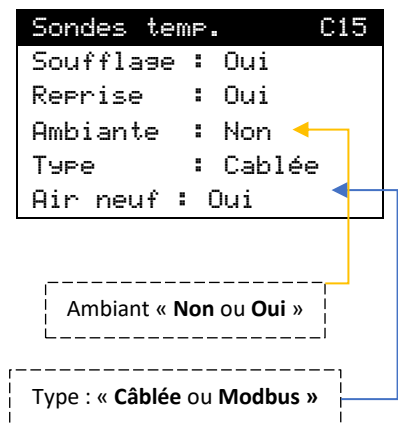 Sondes temp. C15
Soufflage : Oui
Reprise : Oui
Ambiante : Non
Type : Cablée
Air neuf : Oui
Ambiant « Non ou Oui »
Type : « Câblée ou Modbus »